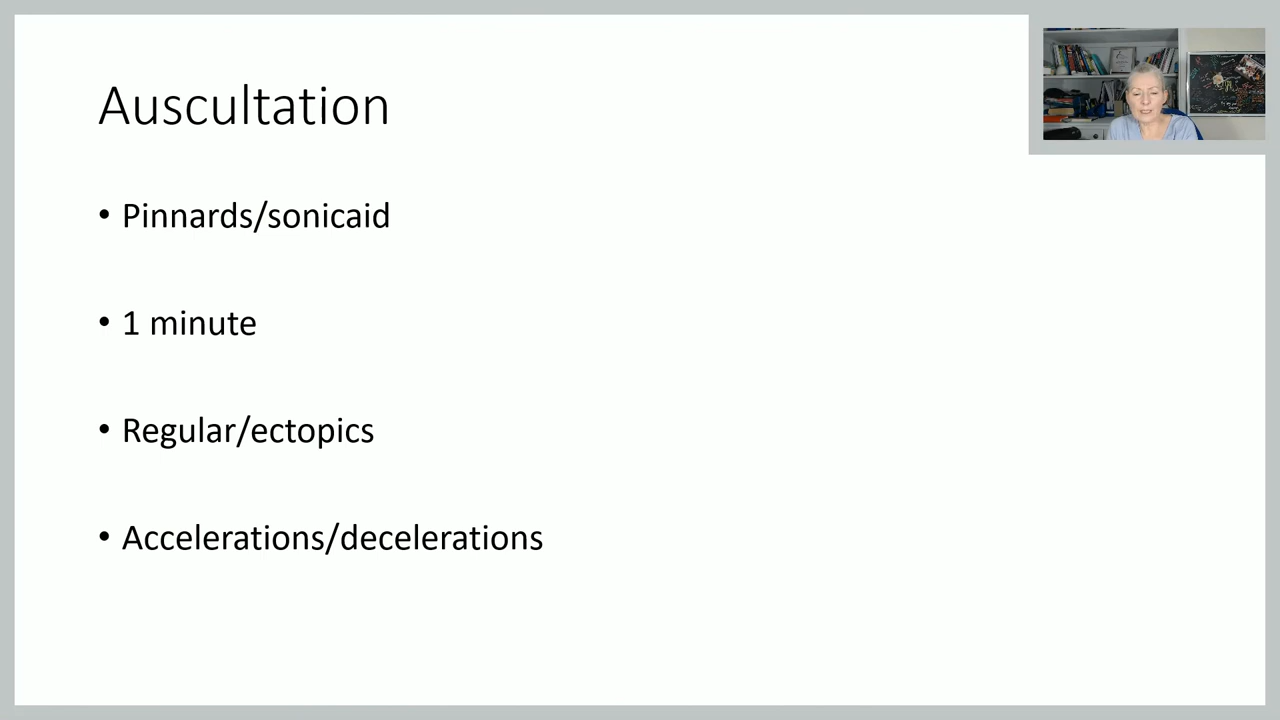 Auscultation
• Pinnards/sonicaid
• 1 minute
• Regular/ectopics
• Accelerations/decelerations